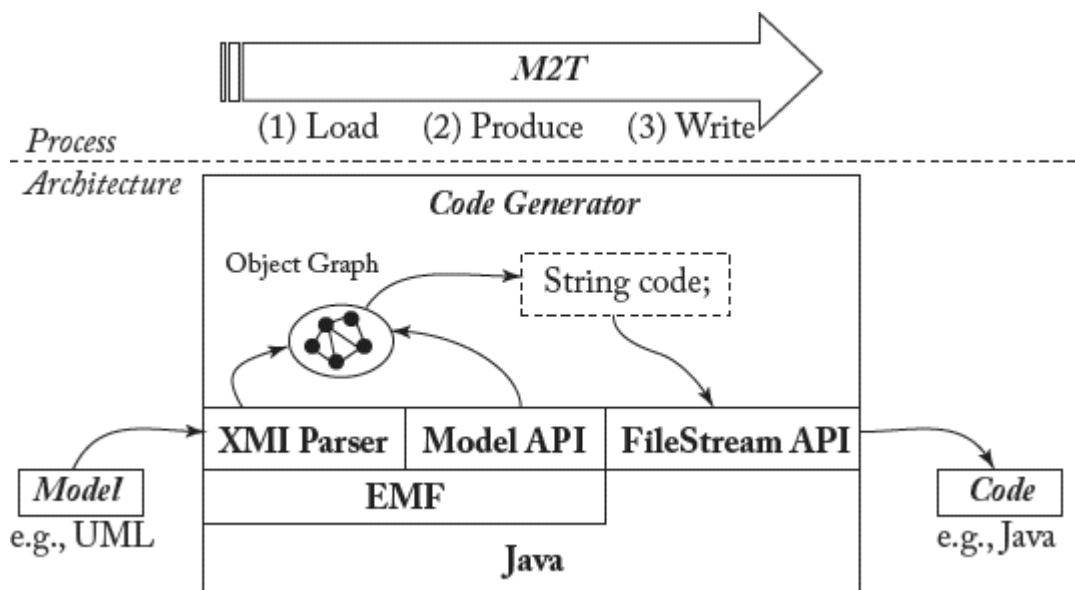 M2T
(1) Load (2) Produce (3) Write
Process
Architecture
Code Generator
Object Graph
String code;
XMI Parser Model API FileStream API
Model
e.g., UML
EMF
Java
Code
e.g., Java